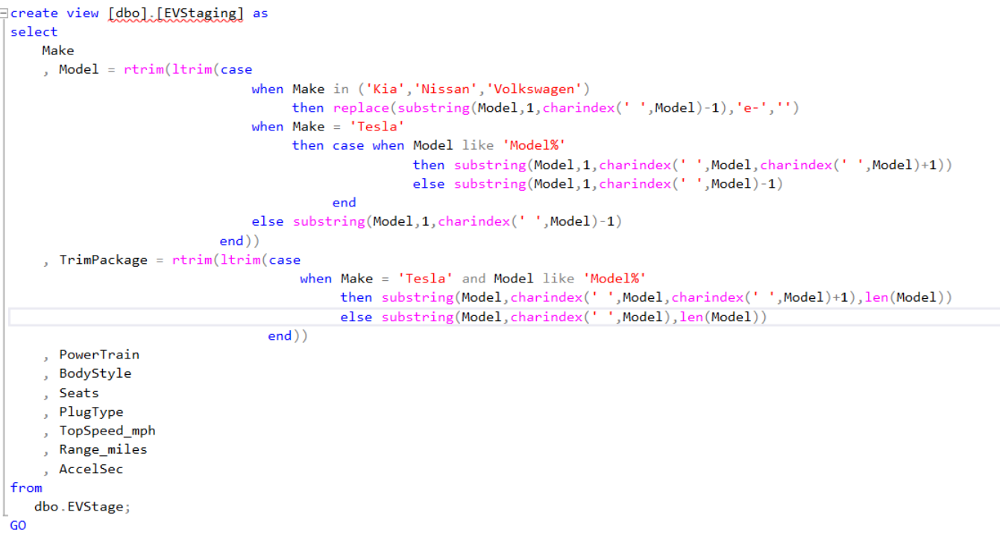 create view [dbo].[EVStaging] as
select
    Make
    , Model = rtrim(ltrim(case
                              when Make in ('Kia','Nissan','Volkswagen')
                                   then replace(substring(Model,1,charindex(' ',Model)-1),'e-','')
                              when Make = 'Tesla'
                                   then case when Model like 'Model%'
                                                  then substring(Model,1,charindex(' ',Model,charindex(' ',Model)+1))
                                                  else substring(Model,1,charindex(' ',Model)-1)
                                        end
                              else substring(Model,1,charindex(' ',Model)-1)
                          end))
    , TrimPackage = rtrim(ltrim(case
                                    when Make = 'Tesla' and Model like 'Model%'
                                         then substring(Model,charindex(' ',Model,charindex(' ',Model)+1),len(Model))
                                         else substring(Model,charindex(' ',Model),len(Model))
                                end))
    , PowerTrain
    , BodyStyle
    , Seats
    , PlugType
    , TopSpeed_mph
    , Range_miles
    , AccelSec
from
   dbo.EVStage;
GO